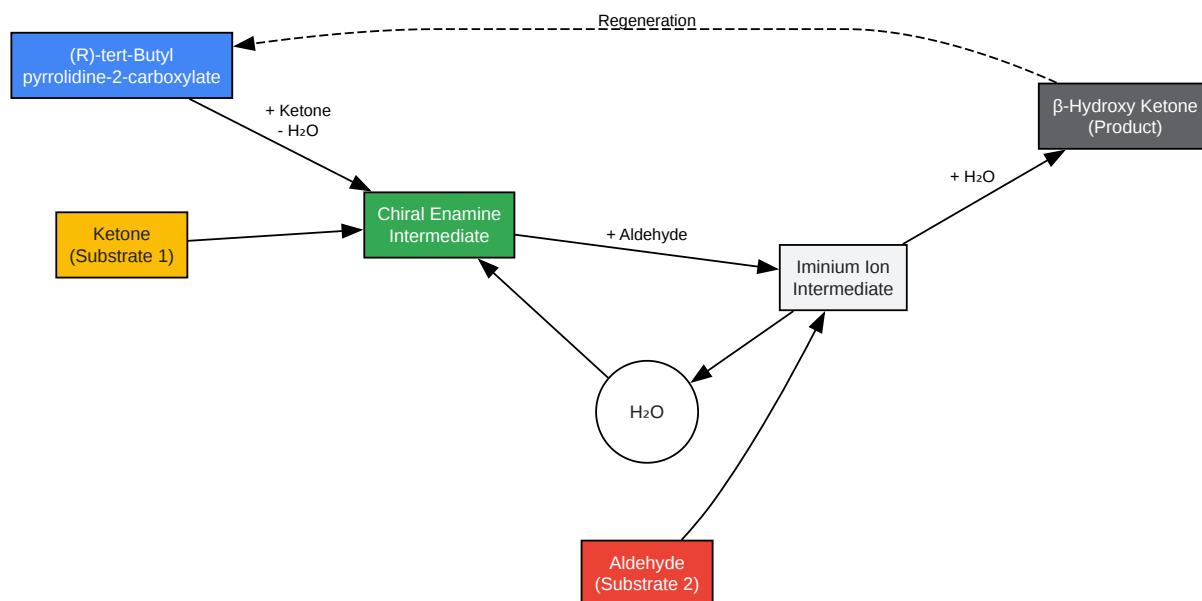 Regeneration
(R)-tert-Butyl
pyrrolidine-2-carboxylate
β-Hydroxy Ketone
(Product)
+ Ketone
- H₂O
+ H₂O
Chiral Enamine
Intermediate
Ketone
(Substrate 1)
+ Aldehyde
Iminium Ion
Intermediate
H₂O
Aldehyde
(Substrate 2)